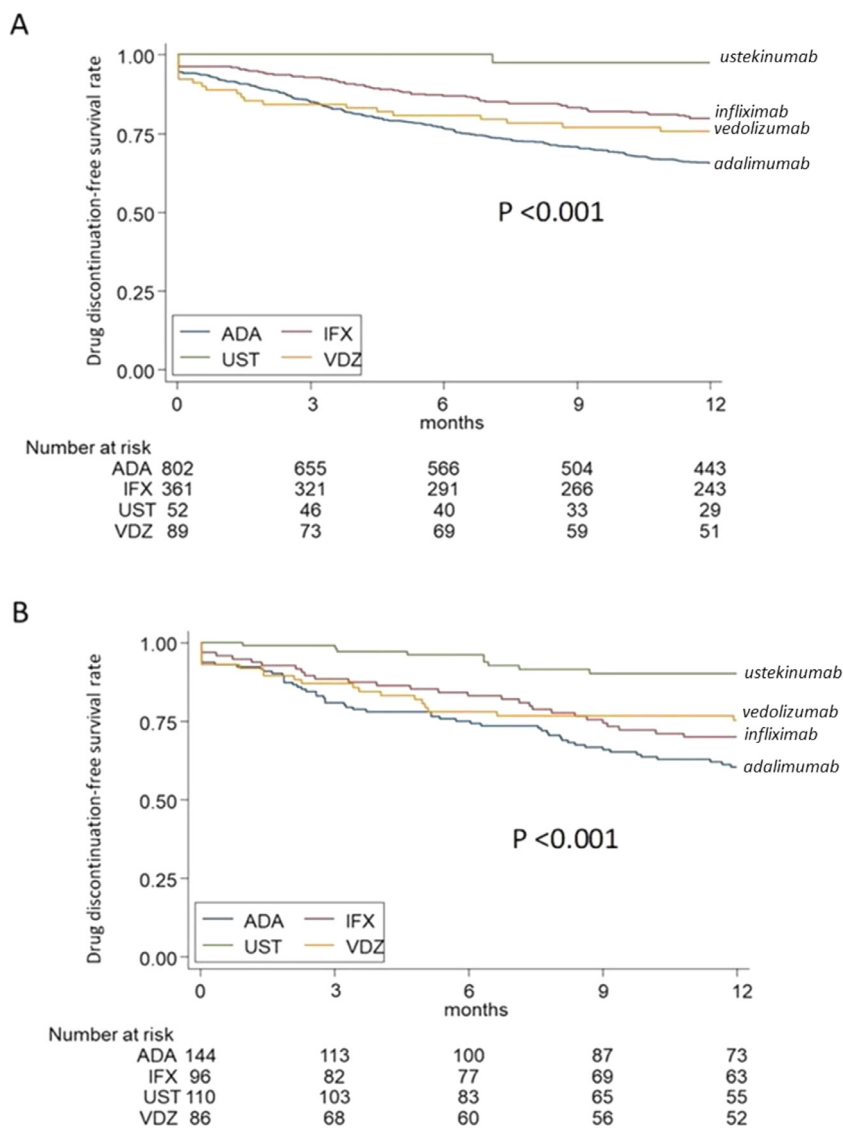 A
Drug discontinuation-free survival rate
1.00
0.75
0.50
0.25
0.00
ustekinumab
infliximab
vedolizumab
adalimumab
P <0.001
ADA IFX
UST VDZ
0 3 6 9 12
months
Number at risk
ADA 802 655 566 504 443
IFX 361 321 291 266 243
UST 52 46 40 33 29
VDZ 89 73 69 59 51
B
Drug discontinuation-free survival rate
1.00
0.75
0.50
0.25
0.00
ustekinumab
vedolizumab
infliximab
adalimumab
P <0.001
ADA IFX
UST VDZ
0 3 6 9 12
months
Number at risk
ADA 144 113 100 87 73
IFX 96 82 77 69 63
UST 110 103 83 65 55
VDZ 86 68 60 56 52